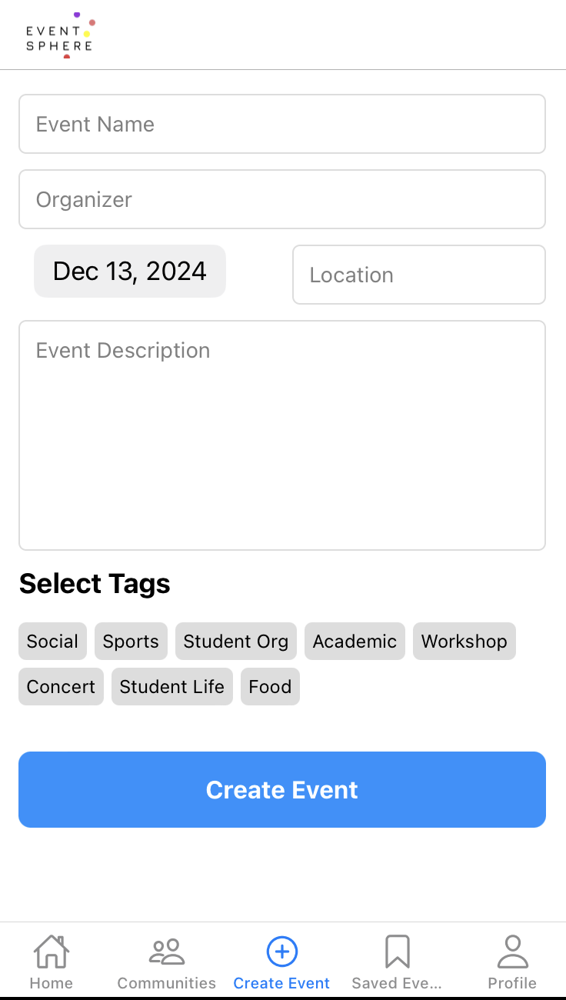 EVENT
SPHERE
Event Name
Organizer
Dec 13, 2024
Location
Event Description
Select Tags
Social Sports Student Org Academic Workshop
Concert Student Life Food
Create Event
Home Communities Create Event Saved Eve... Profile